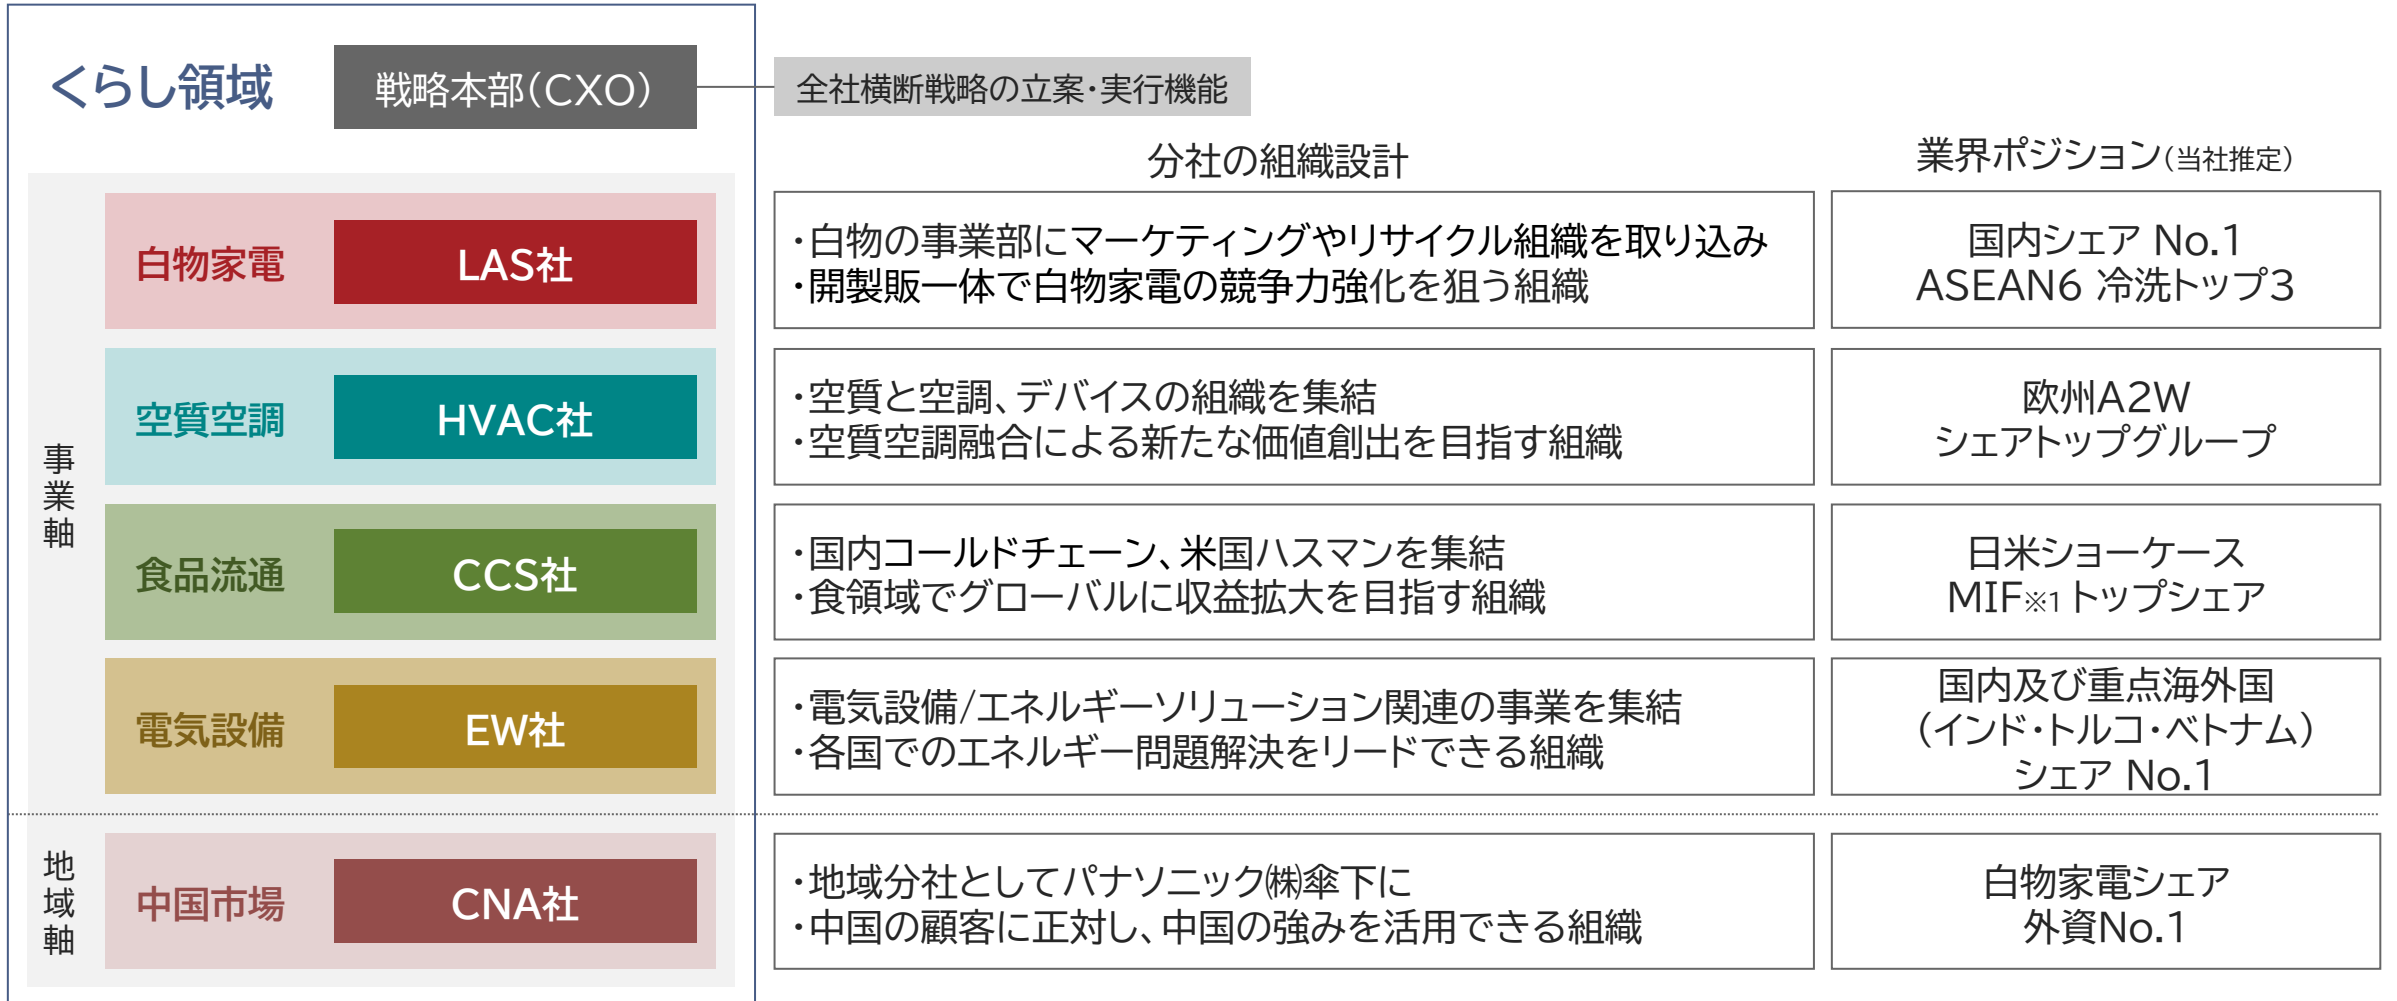 くらし領域
戦略本部(CXO)
全社横断戦略の立案・実行機能
分社の組織設計
業界ポジション(当社推定)
事業軸
白物家電
LAS社
・白物の事業部にマーケティングやリサイクル組織を取り込み
・開製販一体で白物家電の競争力強化を狙う組織
国内シェア No.1
ASEAN6 冷洗トップ3
空質空調
HVAC社
・空質と空調、デバイスの組織を集結
・空質空調融合による新たな価値創出を目指す組織
欧州A2W
シェアトップグループ
食品流通
CCS社
・国内コールドチェーン、米国ハスマンを集結
・食領域でグローバルに収益拡大を目指す組織
日米ショーケース
MIF※1 トップシェア
電気設備
EW社
・電気設備/エネルギーソリューション関連の事業を集結
・各国でのエネルギー問題解決をリードできる組織
国内及び重点海外国
(インド・トルコ・ベトナム)
シェア No.1
地域軸
中国市場
CNA社
・地域分社としてパナソニック㈱傘下に
・中国の顧客に正対し、中国の強みを活用できる組織
白物家電シェア
外資No.1